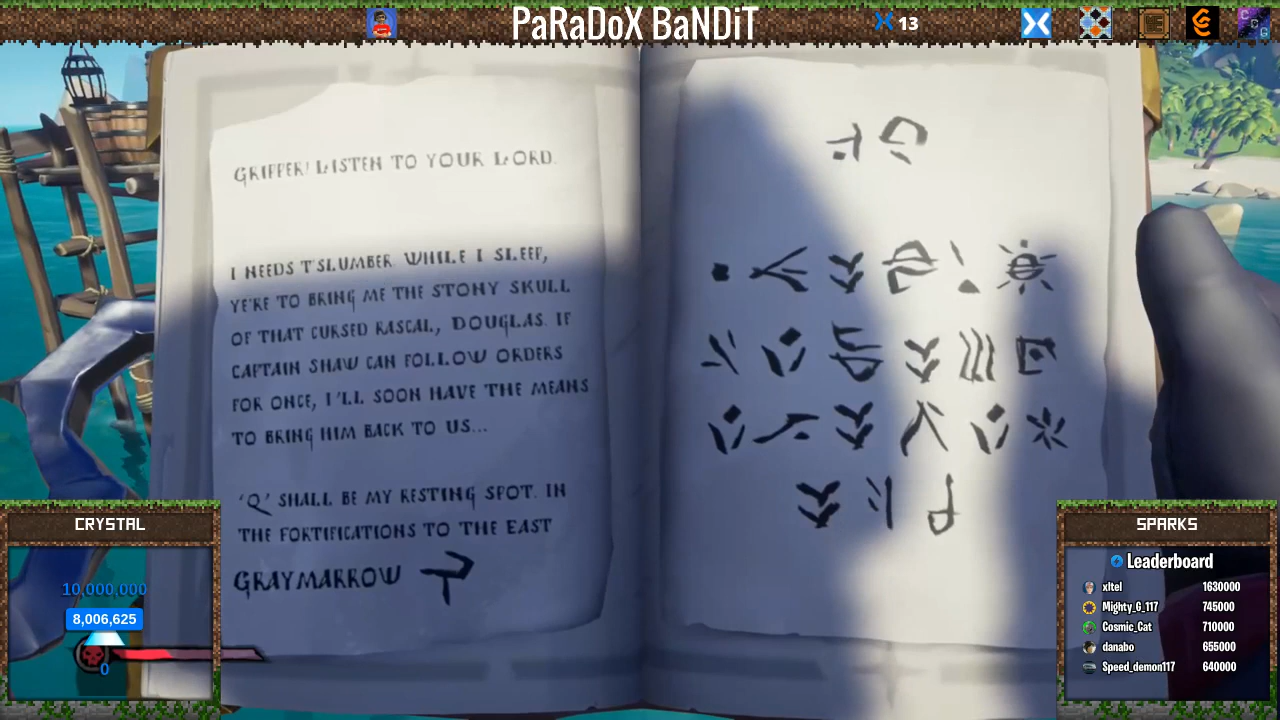 PaRaDoX BaNDiT
13
GRIPPER! LISTEN TO YOUR LORD.
I NEEDS T'SLUMBER. WHILE I SLEEP,
YE'RE TO BRING ME THE STONY SKULL
OF THAT CURSED RASCAL, DOUGLAS. IF
CAPTAIN SHAW CAN FOLLOW ORDERS
FOR ONCE, I'LL SOON HAVE THE MEANS
TO BRING HIM BACK TO US...
'Q' SHALL BE MY RESTING SPOT. IN
THE FORTIFICATIONS TO THE EAST
GRAYMARROW
CRYSTAL
10,000,000
8,006,625
0
SPARKS
Leaderboard
xItel 1630000
Mighty_G_117 745000
Cosmic_Cat 710000
danabo 655000
Speed_demon117 640000